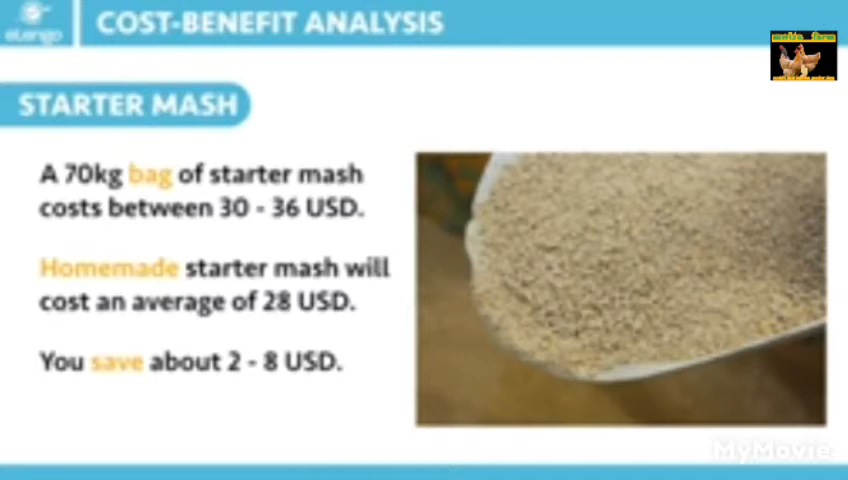 eLengo
COST-BENEFIT ANALYSIS
STARTER MASH
A 70kg bag of starter mash
costs between 30 - 36 USD.
Homemade starter mash will
cost an average of 28 USD.
You save about 2 - 8 USD.
MyMovie